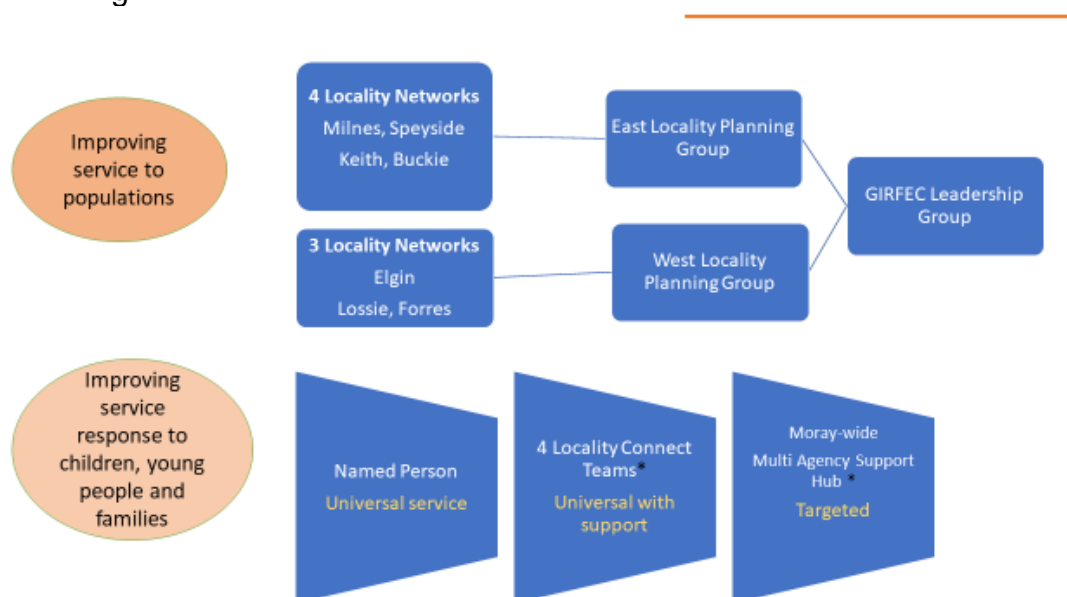 Improving
service to
populations
4 Locality Networks
Milnes, Speyside
Keith, Buckie
3 Locality Networks
Elgin
Lossie, Forres
East Locality Planning
Group
West Locality
Planning Group
GIRFEC Leadership
Group
Improving
service
response to
children, young
people and
families
Named Person
Universal service
4 Locality Connect
Teams*
Universal with
support
Moray-wide
Multi Agency Support
Hub *
Targeted